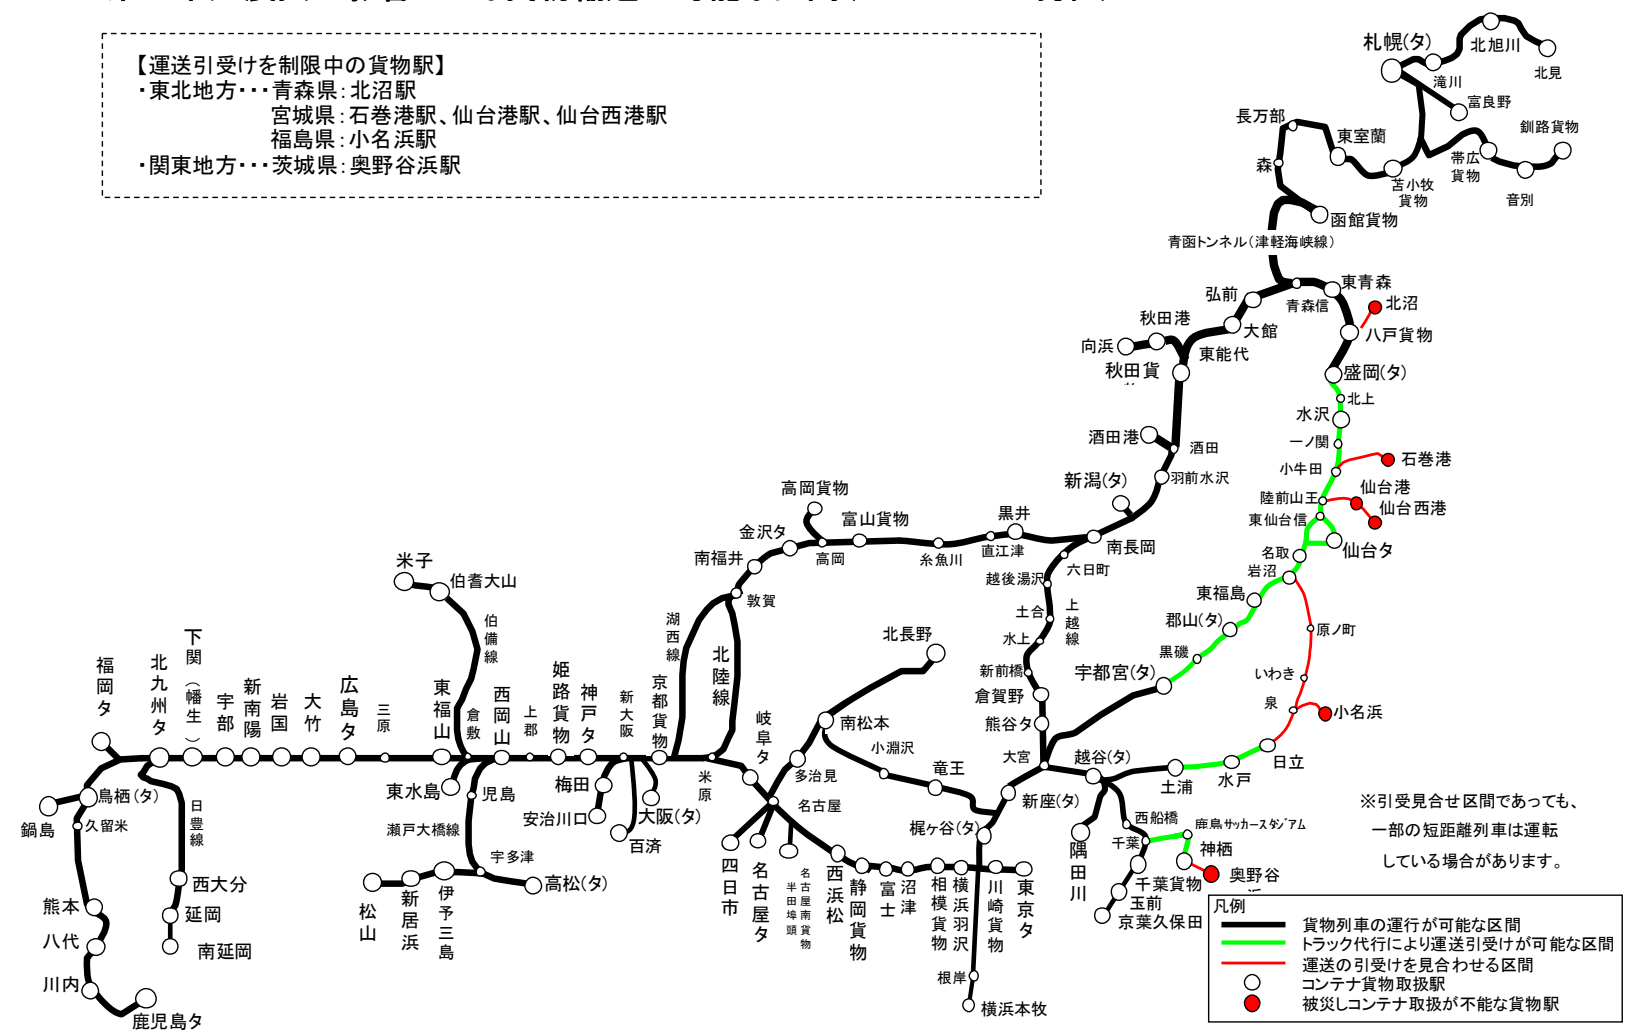 【運送引受けを制限中の貨物駅】
・東北地方・・・青森県：北沼駅
宮城県：石巻港駅、仙台港駅、仙台西港駅
福島県：小名浜駅
・関東地方・・・茨城県：奥野谷浜駅
札幌(タ)
北旭川
滝川
北見
富良野
長万部
東室蘭
釧路貨物
森
帯広
貨物
苫小牧
貨物
音別
函館貨物
青函トンネル(津軽海峡線)
東青森
弘前
青森信
北沼
秋田港
大館
八戸貨物
向浜
東能代
秋田貨
盛岡(タ)
北上
水沢
酒田港
酒田
一ノ関
小牛田
石巻港
新潟(タ)
羽前水沢
陸前山王
仙台港
仙台西港
東仙台信
高岡貨物
富山貨物
黒井
金沢タ
高岡
糸魚川
直江津
南長岡
仙台タ
名取
南福井
六日町
岩沼
米子
伯耆大山
敦賀
越後湯沢
東福島
伯備線
湖西線
北陸線
土合
上越線
郡山(タ)
原ノ町
北長野
水上
黒磯
新前橋
宇都宮(タ)
いわき
倉賀野
泉
小名浜
熊谷タ
福岡タ
北九州タ
下関(幡生)
宇部
新南陽
岩国
大竹
広島タ
三原
東福山
倉敷
西岡山
上郡
姫路貨物
神戸タ
新大阪
京都貨物
米原
岐阜タ
南松本
小淵沢
大宮
越谷(タ)
土浦
水戸
日立
多治見
竜王
新座(タ)
名古屋
鳥栖(タ)
鍋島
久留米
日豊線
東水島
児島
瀬戸大橋線
梅田
安治川口
大阪(タ)
百済
梶ヶ谷(タ)
隅田川
西船橋
千葉
鹿島サッカースタジアム
神栖
奥野谷
千葉貨物
玉前
京葉久保田
※引受見合せ区間であっても、
一部の短距離列車は運転
している場合があります。
宇多津
高松(タ)
松山
新居浜
伊予三島
四日市
名古屋タ
半田埠頭
名古屋南貨物
西浜松
静岡貨物
富士
沼津
相模貨物
横浜羽沢
川崎貨物
東京タ
根岸
横浜本牧
西大分
熊本
延岡
八代
南延岡
川内
鹿児島タ
凡例
貨物列車の運行が可能な区間
トラック代行により運送引受けが可能な区間
運送の引受けを見合わせる区間
コンテナ貨物取扱駅
被災しコンテナ取扱が不能な貨物駅